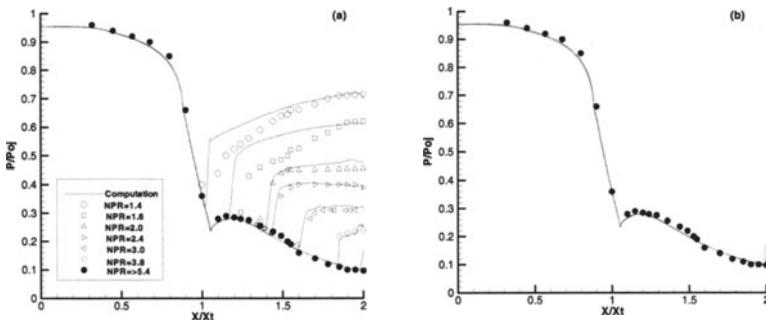 (a)
1
0.9
0.8
0.7
0.6
0.5
0.4
0.3
0.2
0.1
0
P/Poj
Computation
NPR=1.4
NPR=1.6
NPR=2.0
NPR=2.4
NPR=3.0
NPR=3.8
NPR=>5.4
0 0.5 1 1.5 2
X/Xt
(b)
1
0.9
0.8
0.7
0.6
0.5
0.4
0.3
0.2
0.1
0
P/Poj
0 0.5 1 1.5 2
X/Xt